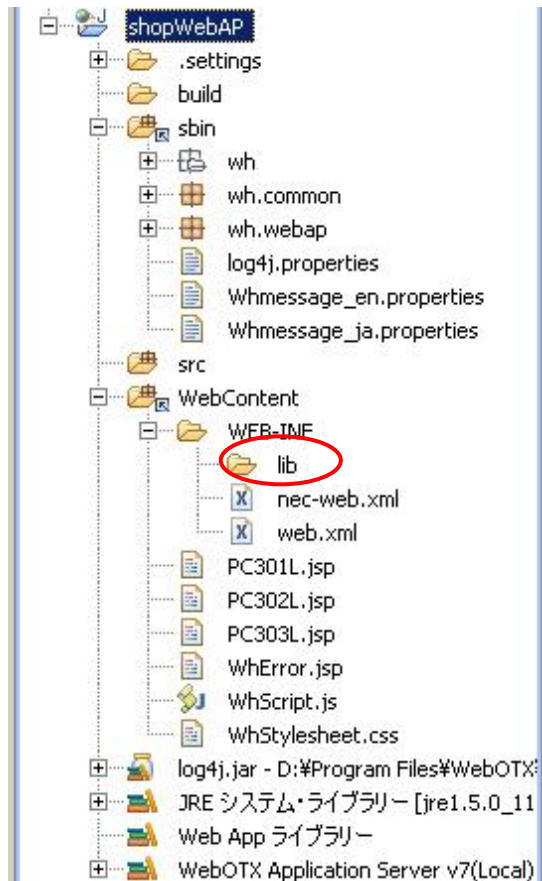 shopWebAP
.settings
build
sbin
wh
wh.common
wh.webap
log4j.properties
Whmessage_en.properties
Whmessage_ja.properties
src
WebContent
WEB-INF
lib
nec-web.xml
web.xml
PC301L.jsp
PC302L.jsp
PC303L.jsp
WhError.jsp
WhScript.js
WhStylesheet.css
log4j.jar - D:¥Program Files¥WebOTX¥
JRE システム・ライブラリー [jre1.5.0_11
Web App ライブラリー
WebOTX Application Server v7(Local)